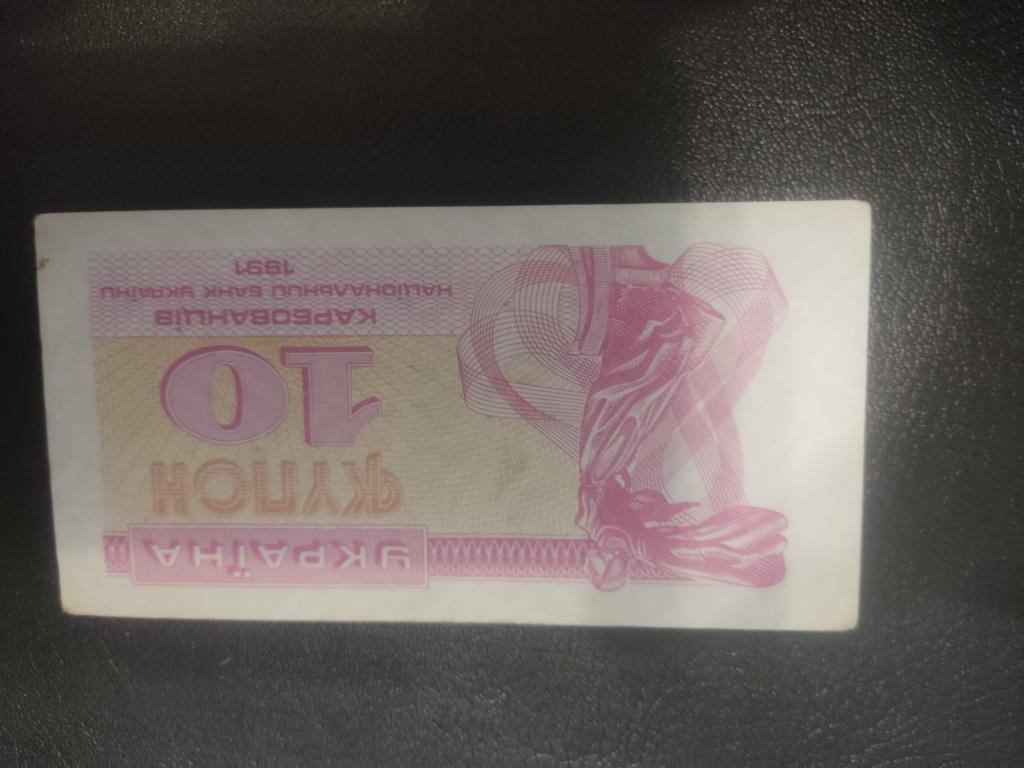 УКРАЇНА
КУПОН
10
КАРБОВАНЦІВ
НАЦІОНАЛЬНИЙ БАНК УКРАЇНИ
1991